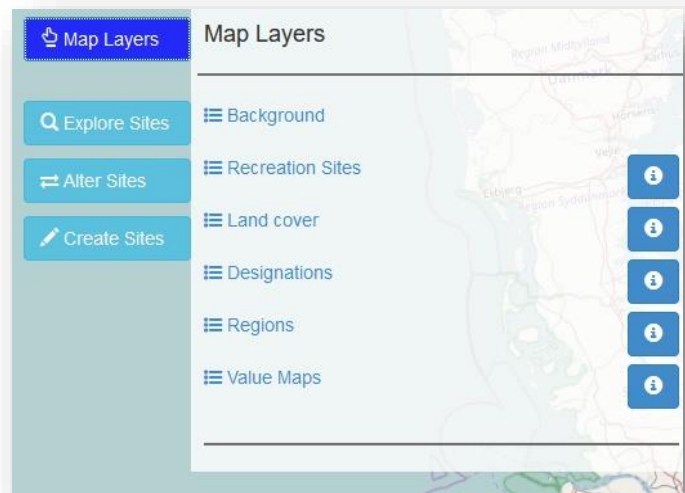 Map Layers
Map Layers
Explore Sites
Alter Sites
Create Sites
Background
Recreation Sites
Land cover
Designations
Regions
Value Maps
Region Midtjylland
Aarhus
Danmark
Horsens
Vejle
Esbjerg
Region Syddanmark